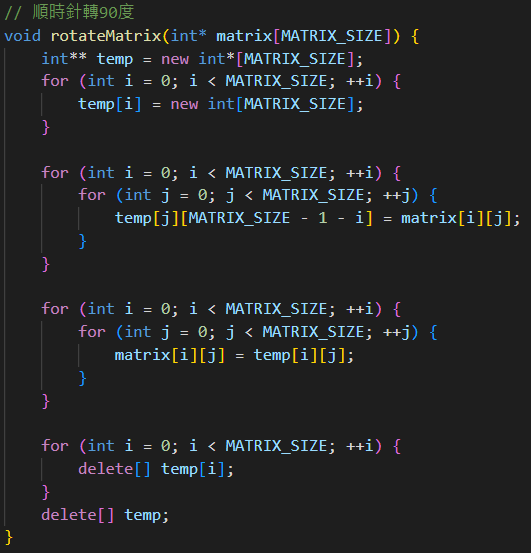 // 順時針轉90度
void rotateMatrix(int* matrix[MATRIX_SIZE]) {
    int** temp = new int*[MATRIX_SIZE];
    for (int i = 0; i < MATRIX_SIZE; ++i) {
        temp[i] = new int[MATRIX_SIZE];
    }

    for (int i = 0; i < MATRIX_SIZE; ++i) {
        for (int j = 0; j < MATRIX_SIZE; ++j) {
            temp[j][MATRIX_SIZE - 1 - i] = matrix[i][j];
        }
    }

    for (int i = 0; i < MATRIX_SIZE; ++i) {
        for (int j = 0; j < MATRIX_SIZE; ++j) {
            matrix[i][j] = temp[i][j];
        }
    }

    for (int i = 0; i < MATRIX_SIZE; ++i) {
        delete[] temp[i];
    }
    delete[] temp;
}